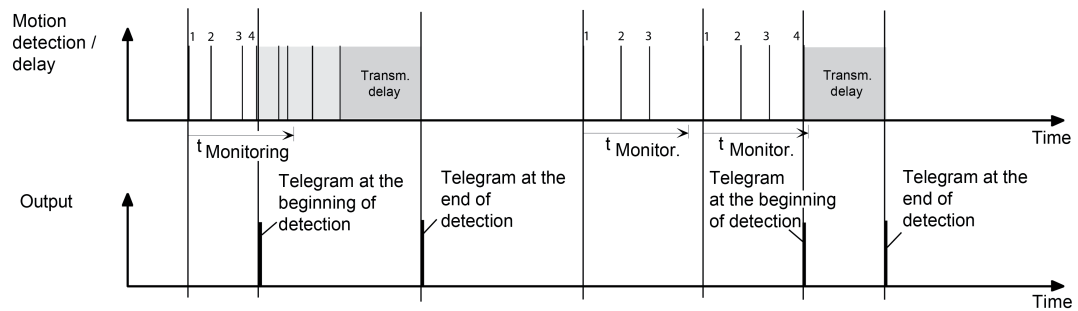 Motion
detection /
delay
1 2 3 4
Transm.
delay
1 2 3
1 2 3 4
Transm.
delay
Time
t Monitoring
t Monitor.
t Monitor.
Output
Telegram at the
beginning of
detection
Telegram at the
end of
detection
Telegram
at the beginning
of detection
Telegram at the
end of
detection
Time